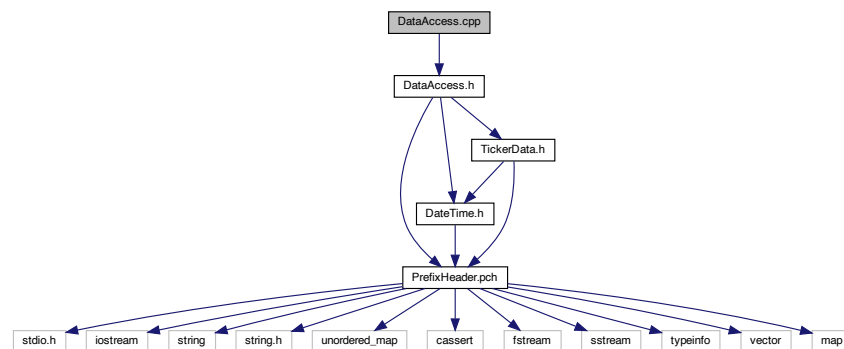 DataAccess.cpp
DataAccess.h
TickerData.h
DateTime.h
PrefixHeader.pch
stdio.h
iostream
string
string.h
unordered_map
cassert
fstream
sstream
typeinfo
vector
map